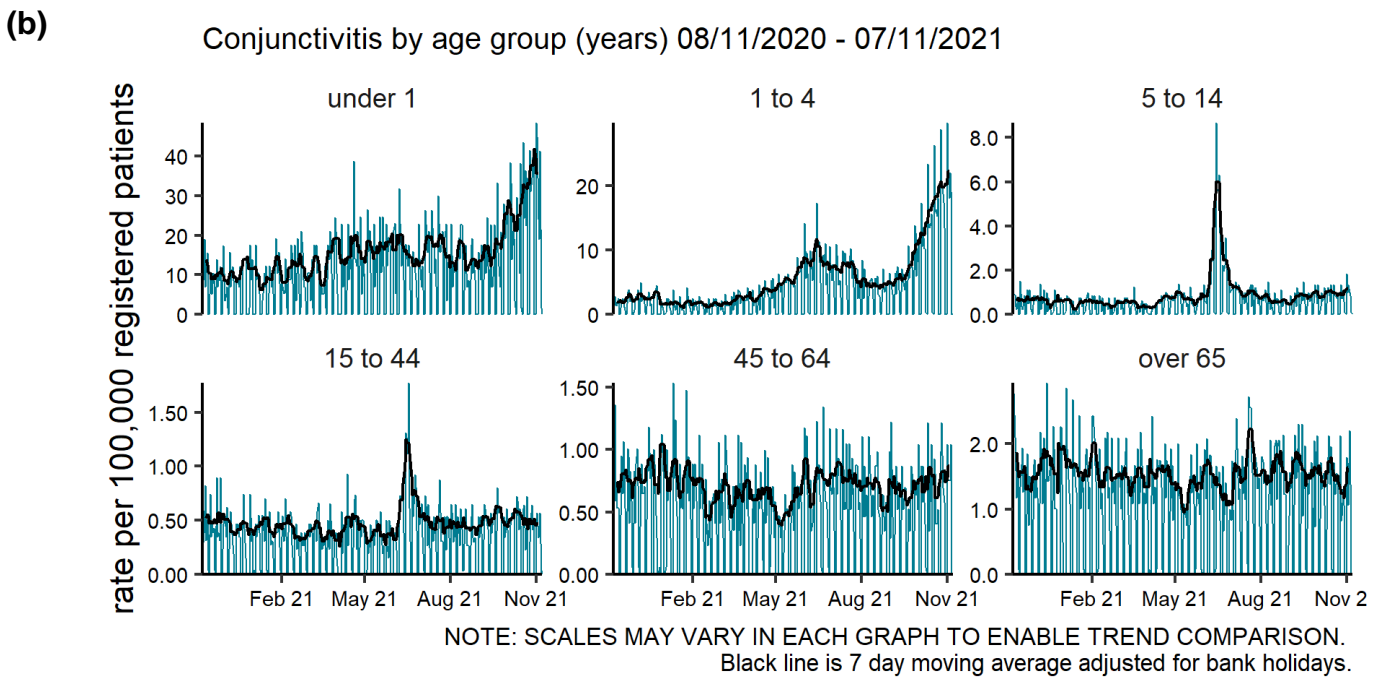 (b)
Conjunctivitis by age group (years) 08/11/2020 - 07/11/2021
rate per 100,000 registered patients
under 1
1 to 4
5 to 14
40
30
20
10
0
20
10
0
8.0
6.0
4.0
2.0
0.0
15 to 44
45 to 64
over 65
1.50
1.00
0.50
0.00
1.50
1.00
0.50
0.00
2.0
1.0
0.0
Feb 21 May 21 Aug 21 Nov 21
Feb 21 May 21 Aug 21 Nov 21
Feb 21 May 21 Aug 21 Nov 2
NOTE: SCALES MAY VARY IN EACH GRAPH TO ENABLE TREND COMPARISON.
Black line is 7 day moving average adjusted for bank holidays.